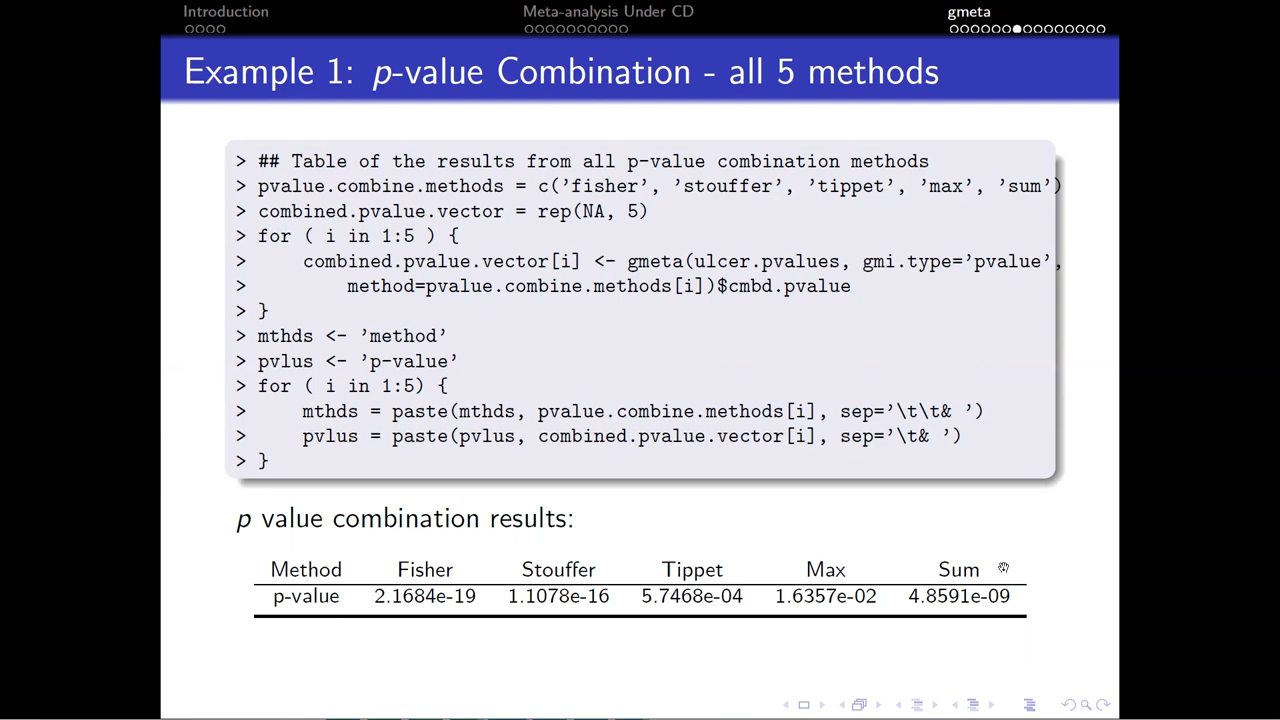 Introduction Meta-analysis Under CD gmeta
Example 1: p-value Combination - all 5 methods
> ## Table of the results from all p-value combination methods
> pvalue.combine.methods = c('fisher', 'stouffer', 'tippet', 'max', 'sum')
> combined.pvalue.vector = rep(NA, 5)
> for ( i in 1:5 ) {
>     combined.pvalue.vector[i] <- gmeta(ulcer.pvalues, gmi.type='pvalue',
>         method=pvalue.combine.methods[i])$cmbd.pvalue
> }
> mthds <- 'method'
> pvlus <- 'p-value'
> for ( i in 1:5) {
>     mthds = paste(mthds, pvalue.combine.methods[i], sep='\t\t& ')
>     pvlus = paste(pvlus, combined.pvalue.vector[i], sep='\t& ')
> }
p value combination results:
Method Fisher Stouffer Tippet Max Sum
p-value 2.1684e-19 1.1078e-16 5.7468e-04 1.6357e-02 4.8591e-09